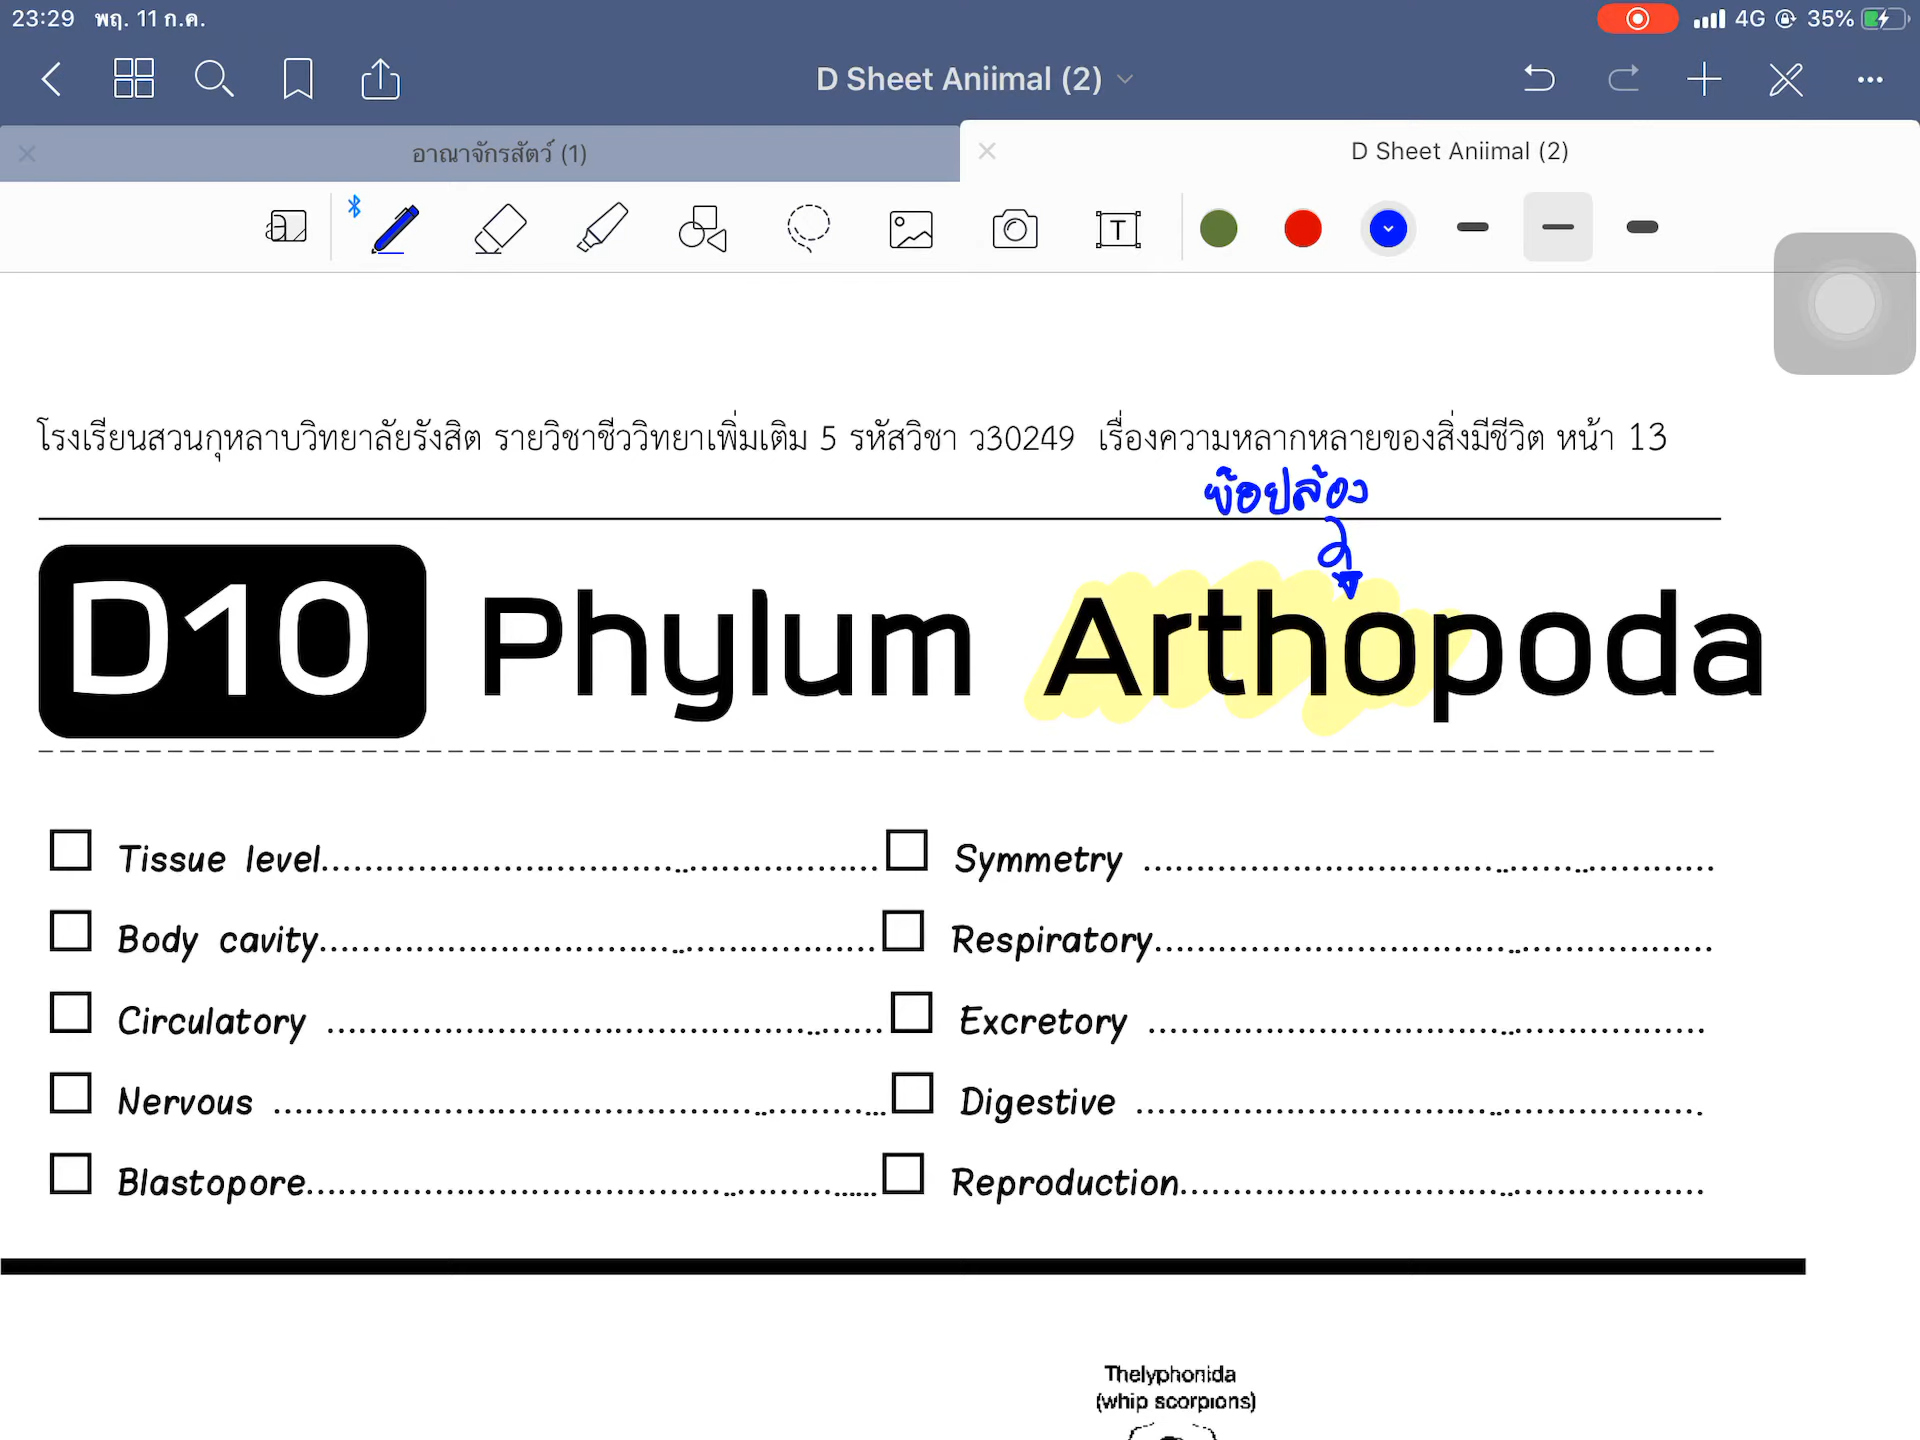 23:29 พฤ. 11 ก.ค. 4G 35%
D Sheet Aniimal (2)
อาณาจักรสัตว์ (1) D Sheet Aniimal (2)
T
โรงเรียนสวนกุหลาบวิทยาลัยรังสิต รายวิชาชีววิทยาเพิ่มเติม 5 รหัสวิชา ว30249 เรื่องความหลากหลายของสิ่งมีชีวิต หน้า 13
ข้อปล้อง
D10 Phylum Arthopoda
Tissue level Symmetry
Body cavity Respiratory
Circulatory Excretory
Nervous Digestive
Blastopore Reproduction
Thelyphonida
(whip scorpions)